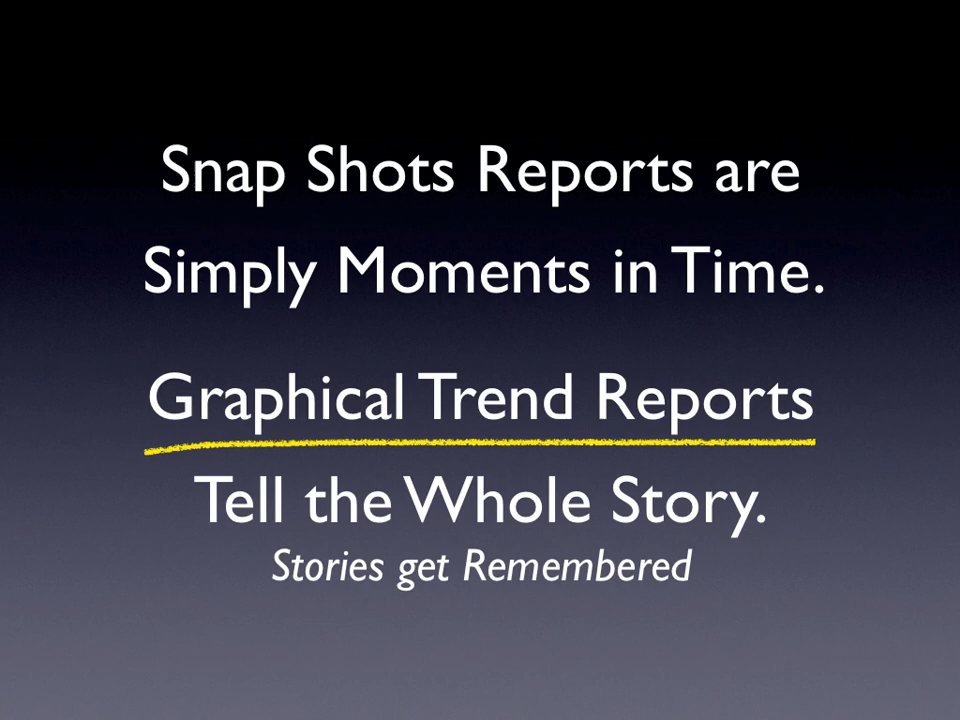 Snap Shots Reports are
Simply Moments in Time.
Graphical Trend Reports
Tell the Whole Story.
Stories get Remembered